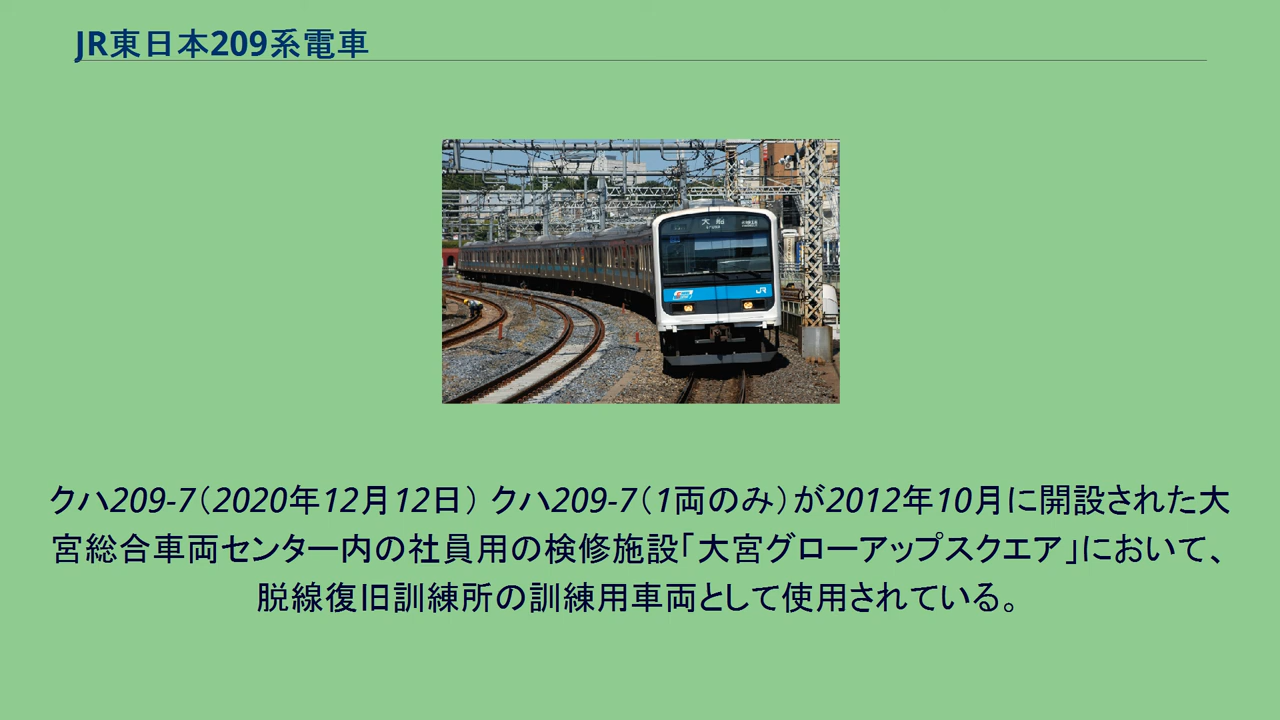 JR東日本209系電車
大船
JR
クハ209-7（2020年12月12日） クハ209-7（1両のみ）が2012年10月に開設された大
宮総合車両センター内の社員用の検修施設「大宮グローアップスクエア」において、
脱線復旧訓練所の訓練用車両として使用されている。